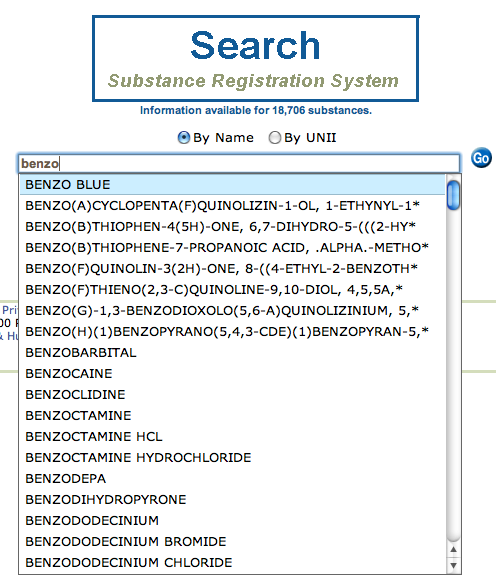 Search
Substance Registration System
Information available for 18,706 substances.
By Name By UNII
benzo Go
BENZO BLUE
BENZO(A)CYCLOPENTA(F)QUINOLIZIN-1-OL, 1-ETHYNYL-1*
BENZO(B)THIOPHEN-4(5H)-ONE, 6,7-DIHYDRO-5-(((2-HY*
BENZO(B)THIOPHENE-7-PROPANOIC ACID, .ALPHA.-METHO*
BENZO(F)QUINOLIN-3(2H)-ONE, 8-((4-ETHYL-2-BENZOTH*
BENZO(F)THIENO(2,3-C)QUINOLINE-9,10-DIOL, 4,5,5A,*
BENZO(G)-1,3-BENZODIOXOLO(5,6-A)QUINOLIZINIUM, 5,*
BENZO(H)(1)BENZOPYRANO(5,4,3-CDE)(1)BENZOPYRAN-5,*
BENZOBARBITAL
BENZOCAINE
BENZOCLIDINE
BENZOCTAMINE
BENZOCTAMINE HCL
BENZOCTAMINE HYDROCHLORIDE
BENZODEPA
BENZODIHYDROPYRONE
BENZODODECINIUM
BENZODODECINIUM BROMIDE
BENZODODECINIUM CHLORIDE